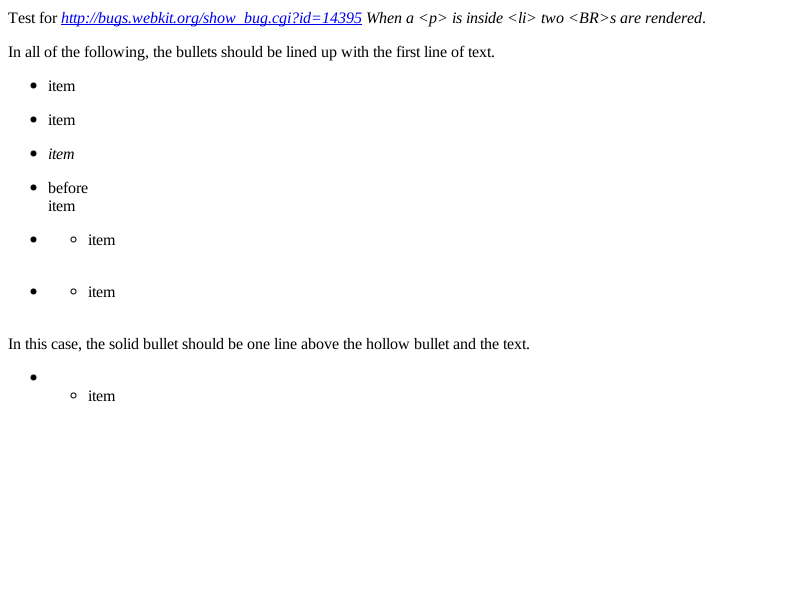 Test for http://bugs.webkit.org/show_bug.cgi?id=14395 When a <p> is inside <li> two <BR>s are rendered.
In all of the following, the bullets should be lined up with the first line of text.
• item
• item
• item
• before
item
• ◦ item
• ◦ item
In this case, the solid bullet should be one line above the hollow bullet and the text.
•
◦ item